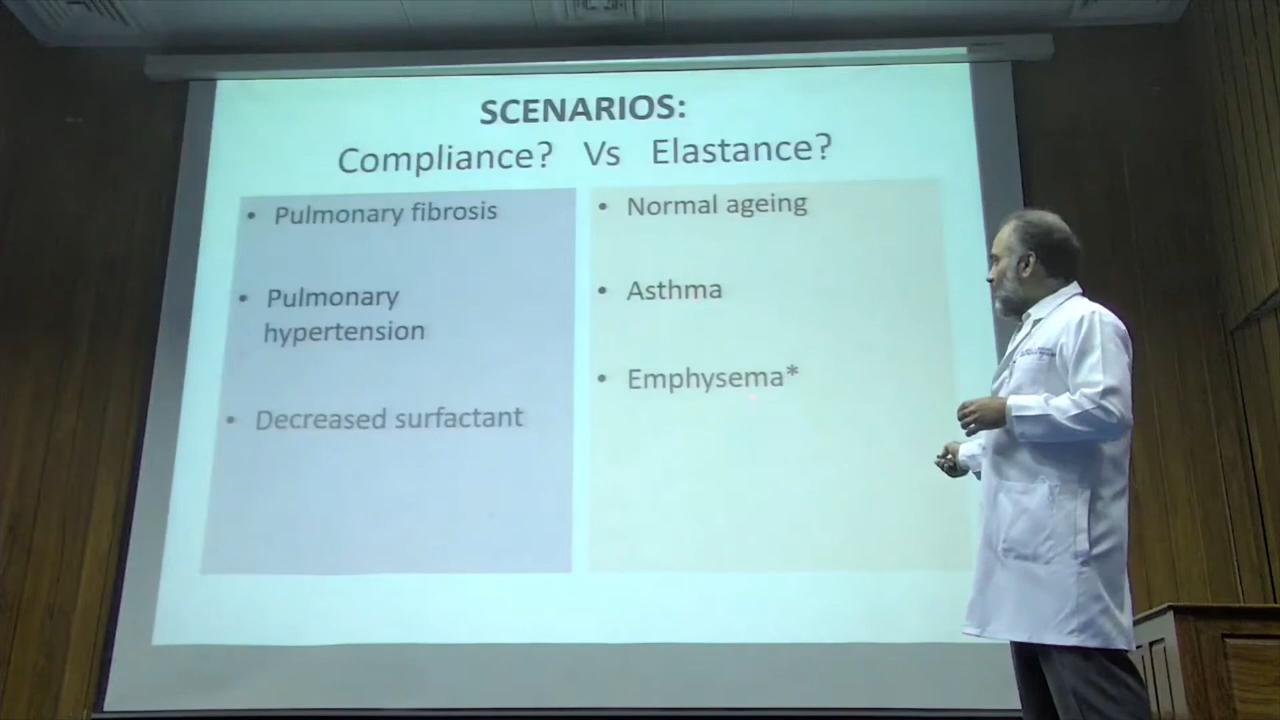 SCENARIOS:
Compliance? Vs Elastance?
• Pulmonary fibrosis
• Pulmonary
hypertension
• Decreased surfactant
• Normal ageing
• Asthma
• Emphysema*